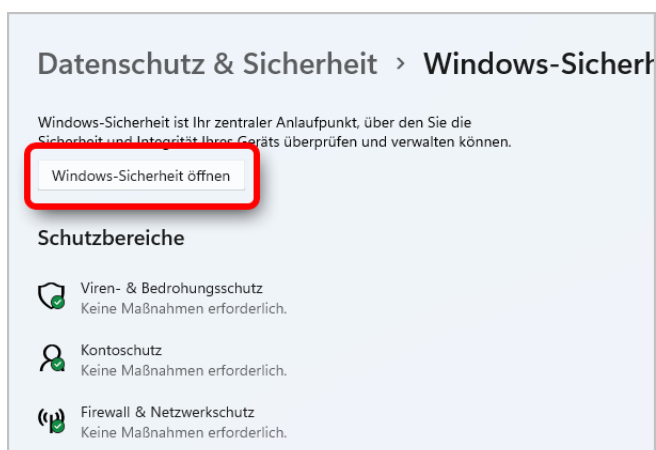 Datenschutz & Sicherheit > Windows-
Windows-Sicherheit ist Ihr zentraler Anlaufpunkt, über den Sie die
Sicherheit und Integrität Ihres Geräts überprüfen und verwalten können.
Windows-Sicherheit öffnen
Schutzbereiche
Viren- & Bedrohungsschutz
Keine Maßnahmen erforderlich.
Kontoschutz
Keine Maßnahmen erforderlich.
Firewall & Netzwerkschutz
Keine Maßnahmen erforderlich.